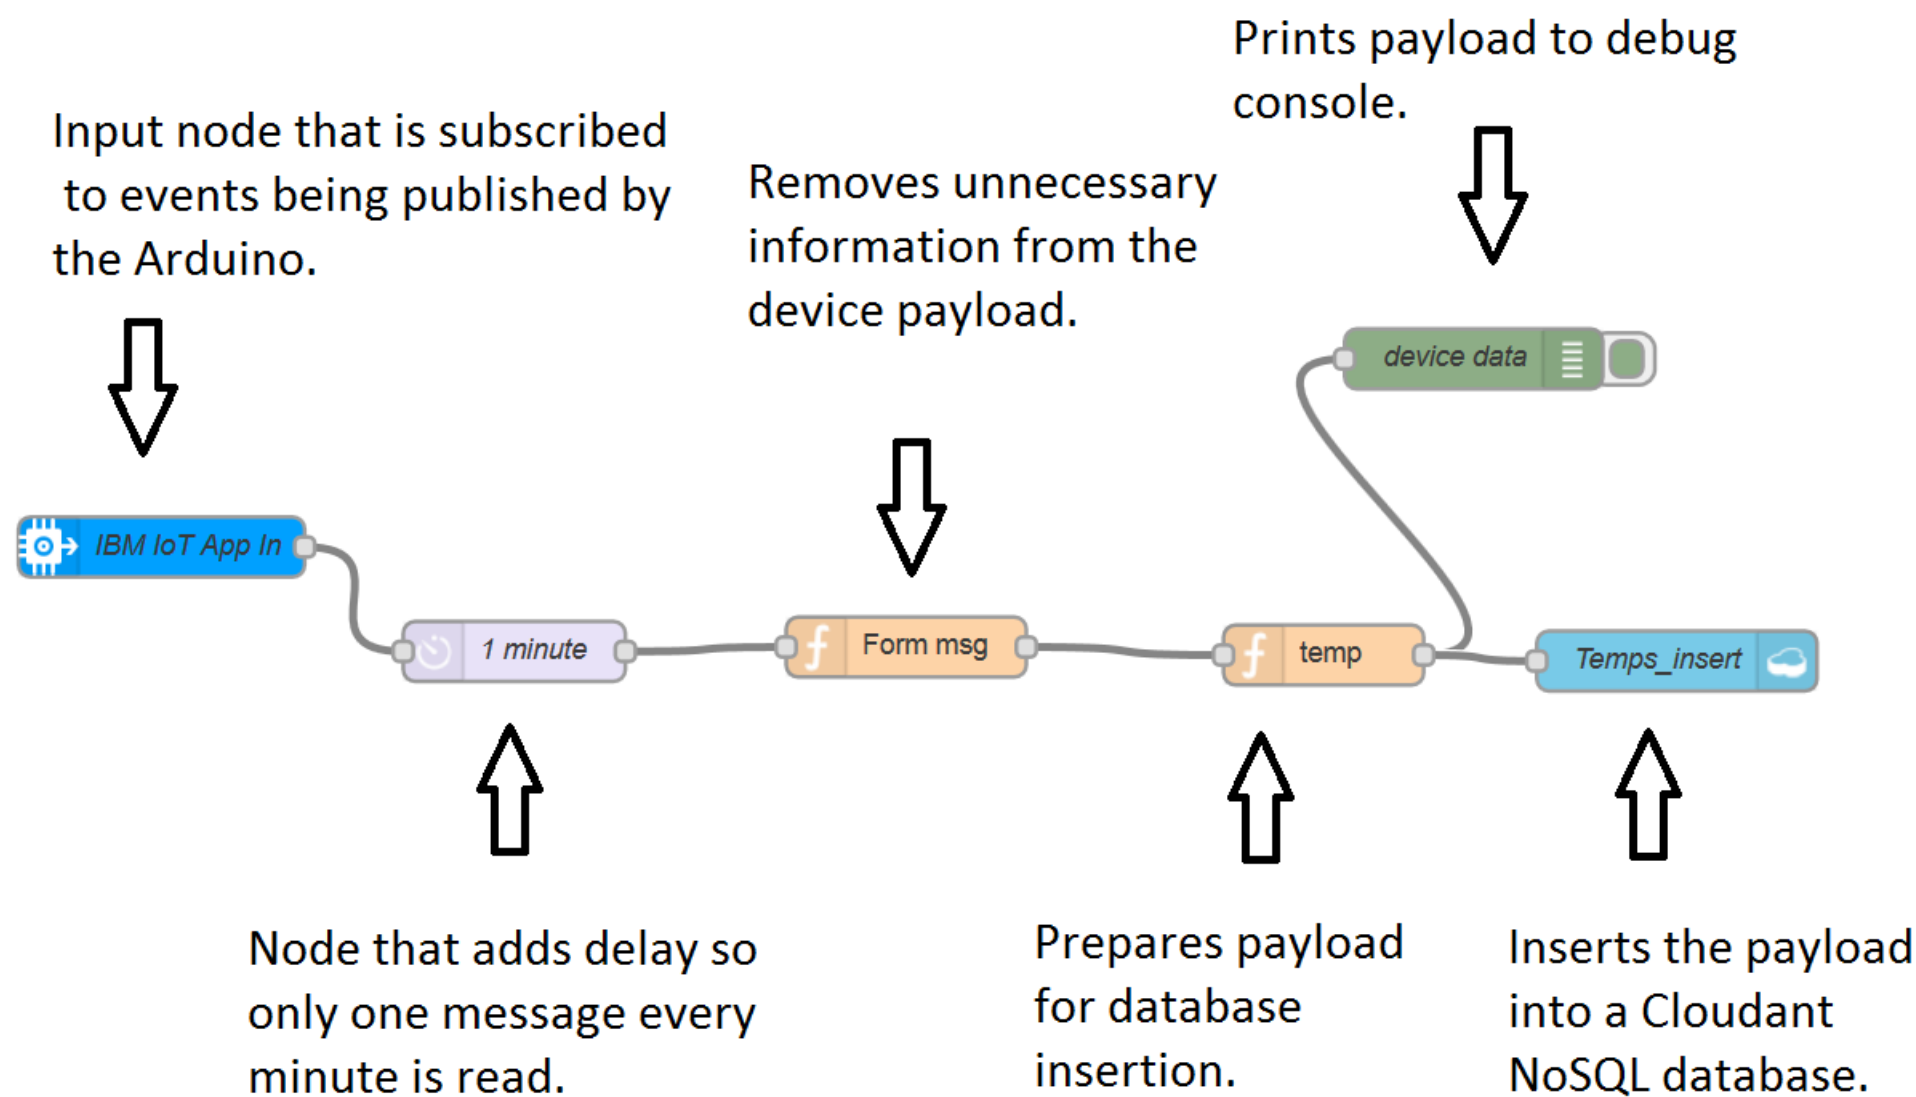 Prints payload to debug
console.
Input node that is subscribed
to events being published by
the Arduino.
Removes unnecessary
information from the
device payload.
device data
IBM IoT App In
1 minute
Form msg
temp
Temps_insert
Node that adds delay so
only one message every
minute is read.
Prepares payload
for database
insertion.
Inserts the payload
into a Cloudant
NoSQL database.